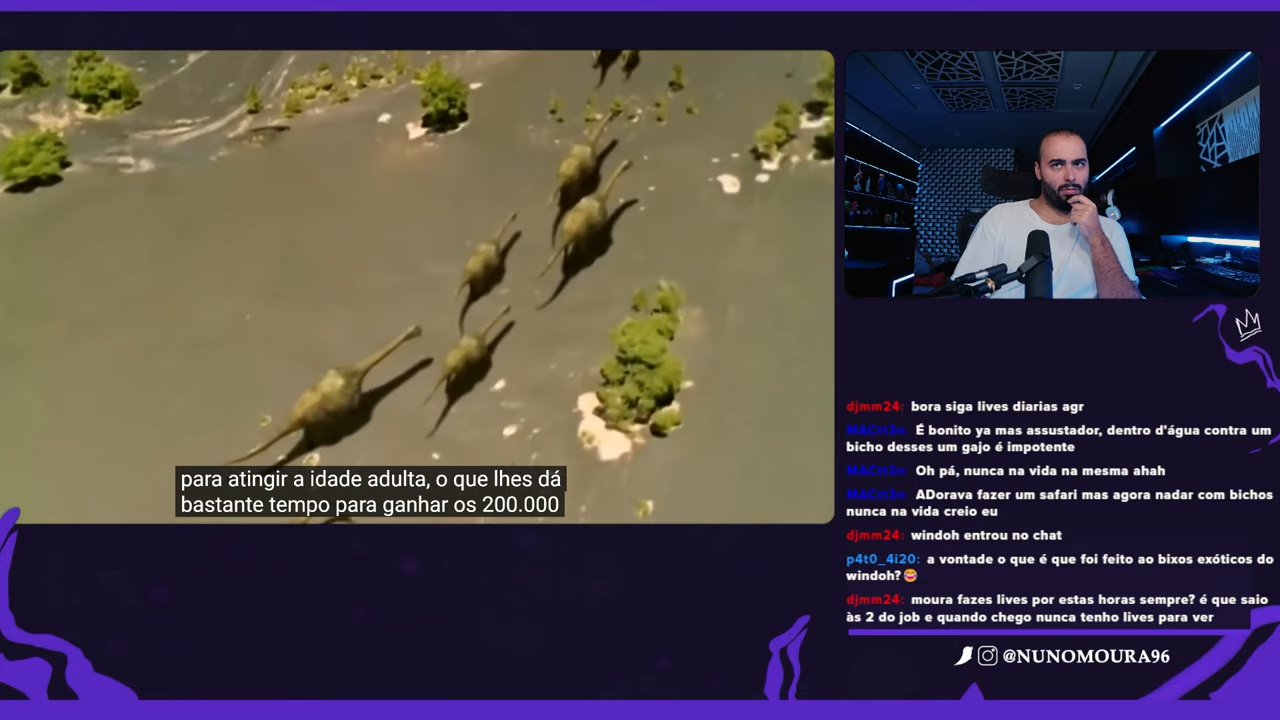 para atingir a idade adulta, o que lhes dá
bastante tempo para ganhar os 200.000
djmm24: bora siga lives diarias agr
É bonito ya mas assustador, dentro d'água contra um
bicho desses um gajo é impotente
Oh pá, nunca na vida na mesma ahah
ADorava fazer um safari mas agora nadar com bichos
nunca na vida creio eu
djmm24: windoh entrou no chat
p4t0_4i20: a vontade o que é que foi feito ao bixos exóticos do
windoh?😅
djmm24: moura fazes lives por estas horas sempre? é que saio
às 2 do job e quando chego nunca tenho lives para ver
@NUNOMOURA96